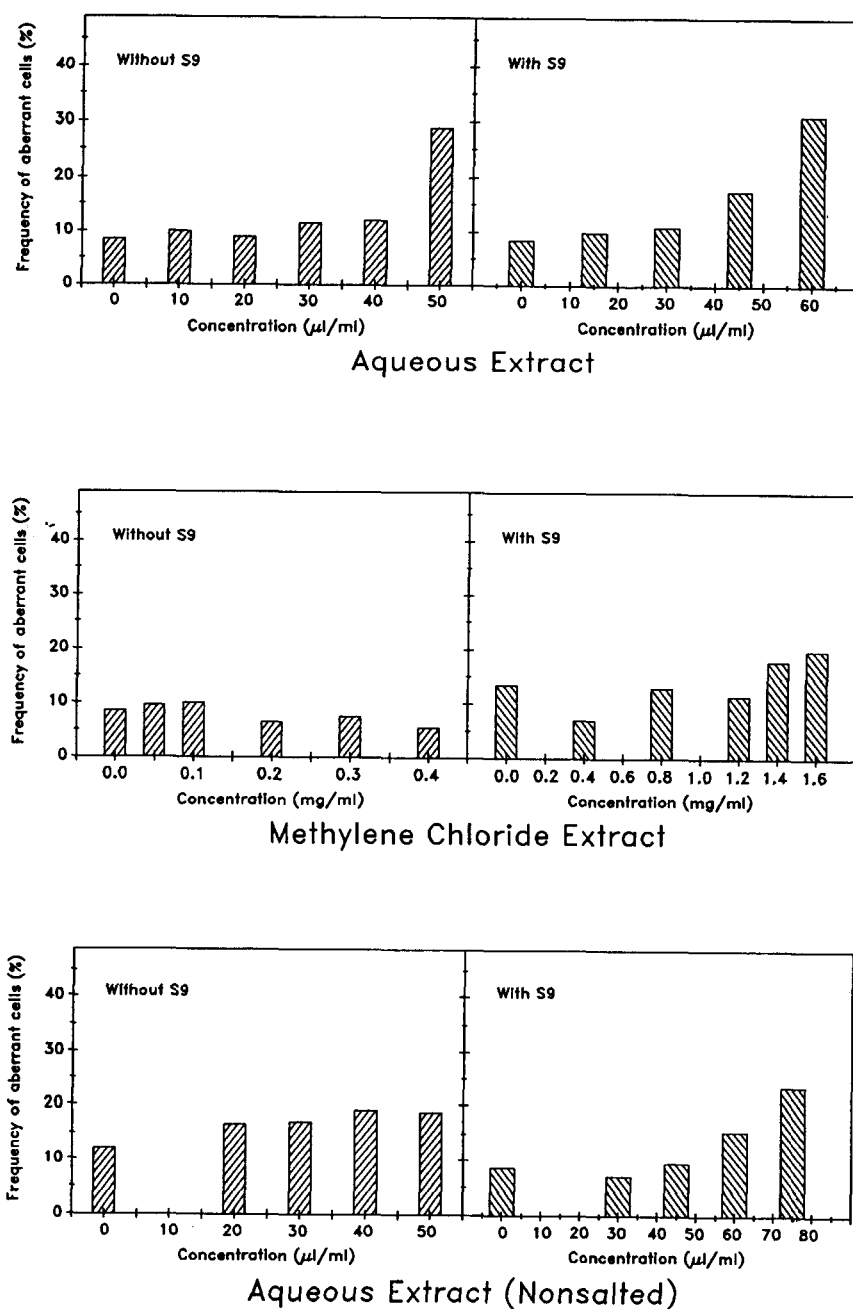 Frequency of aberrant cells (%)
Without S9
With S9
40
30
20
10
0
0 10 20 30 40 50
0 10 20 30 40 50 60
Concentration (μl/ml)
Concentration (μl/ml)
Aqueous Extract
Frequency of aberrant cells (%)
Without S9
With S9
40
30
20
10
0
0.0 0.1 0.2 0.3 0.4
0.0 0.2 0.4 0.6 0.8 1.0 1.2 1.4 1.6
Concentration (mg/ml)
Concentration (mg/ml)
Methylene Chloride Extract
Frequency of aberrant cells (%)
Without S9
With S9
40
30
20
10
0
0 10 20 30 40 50
0 10 20 30 40 50 60 70 80
Concentration (μl/ml)
Concentration (μl/ml)
Aqueous Extract (Nonsalted)